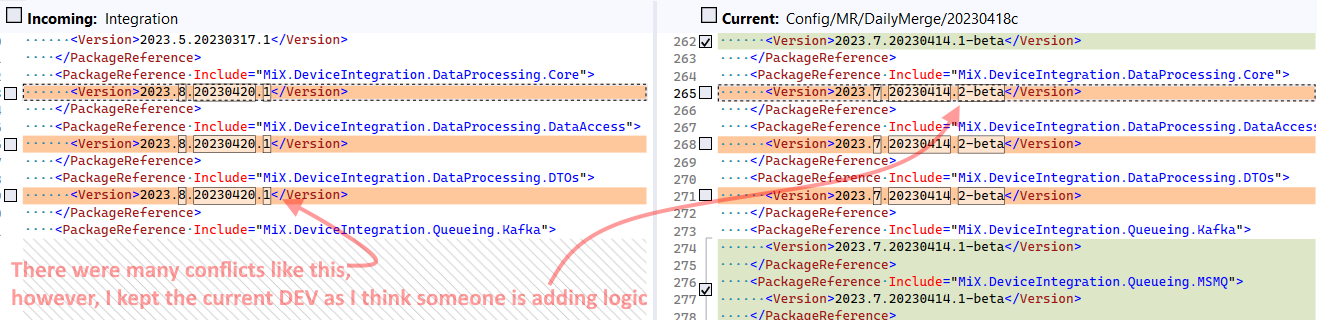 Incoming: Integration
<Version>2023.5.20230317.1</Version>
</PackageReference>
<PackageReference Include="MiX.DeviceIntegration.DataProcessing.Core">
<Version>2023.8.20230420.1</Version>
</PackageReference>
<PackageReference Include="MiX.DeviceIntegration.DataProcessing.DataAccess">
<Version>2023.8.20230420.1</Version>
</PackageReference>
<PackageReference Include="MiX.DeviceIntegration.DataProcessing.DTOs">
<Version>2023.8.20230420.1</Version>
</PackageReference>
<PackageReference Include="MiX.DeviceIntegration.Queueing.Kafka">
There were many conflicts like this,
however, I kept the current DEV as I think someone is adding logic
Current: Config/MR/DailyMerge/20230418c
262 <Version>2023.7.20230414.1-beta</Version>
263 </PackageReference>
264 <PackageReference Include="MiX.DeviceIntegration.DataProcessing.Core">
265 <Version>2023.7.20230414.2-beta</Version>
266 </PackageReference>
267 <PackageReference Include="MiX.DeviceIntegration.DataProcessing.DataAccess
268 <Version>2023.7.20230414.2-beta</Version>
269 </PackageReference>
270 <PackageReference Include="MiX.DeviceIntegration.DataProcessing.DTOs">
271 <Version>2023.7.20230414.2-beta</Version>
272 </PackageReference>
273 <PackageReference Include="MiX.DeviceIntegration.Queueing.Kafka">
274 <Version>2023.7.20230414.1-beta</Version>
275 </PackageReference>
276 <PackageReference Include="MiX.DeviceIntegration.Queueing.MSMQ">
277 <Version>2023.7.20230414.1-beta</Version>
278 </PackageReference>